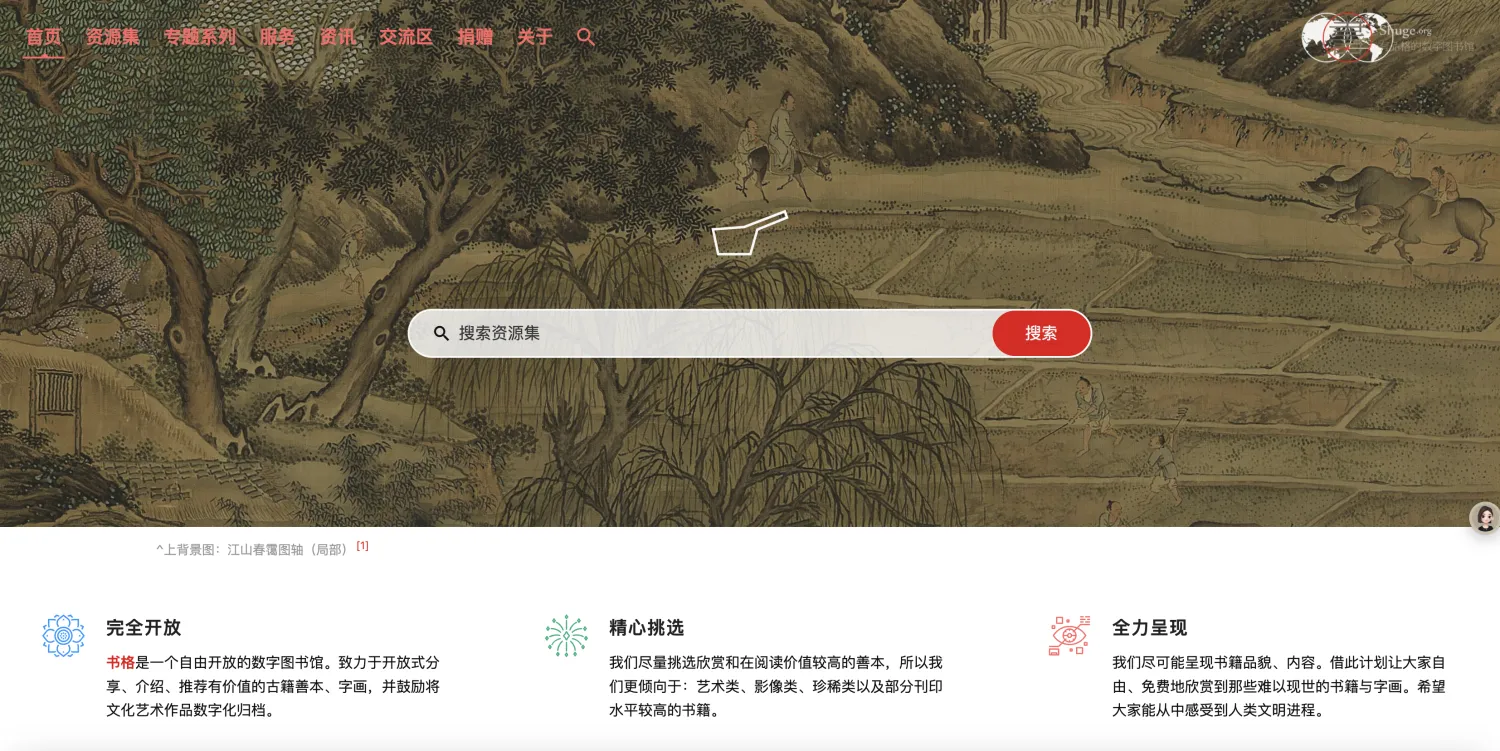 首页 资源集 专题系列 服务 资讯 交流区 捐赠 关于
Shuge.org
书格的数字图书馆
搜索资源集 搜索
^上背景图：江山春霭图轴（局部） [1]
完全开放
书格是一个自由开放的数字图书馆。致力于开放式分
享、介绍、推荐有价值的古籍善本、字画，并鼓励将
文化艺术作品数字化归档。
精心挑选
我们尽量挑选欣赏和在阅读价值较高的善本，所以我
们更倾向于：艺术类、影像类、珍稀类以及部分刊印
水平较高的书籍。
全力呈现
我们尽可能呈现书籍品貌、内容。借此计划让大家自
由、免费地欣赏到那些难以现世的书籍与字画。希望
大家能从中感受到人类文明进程。